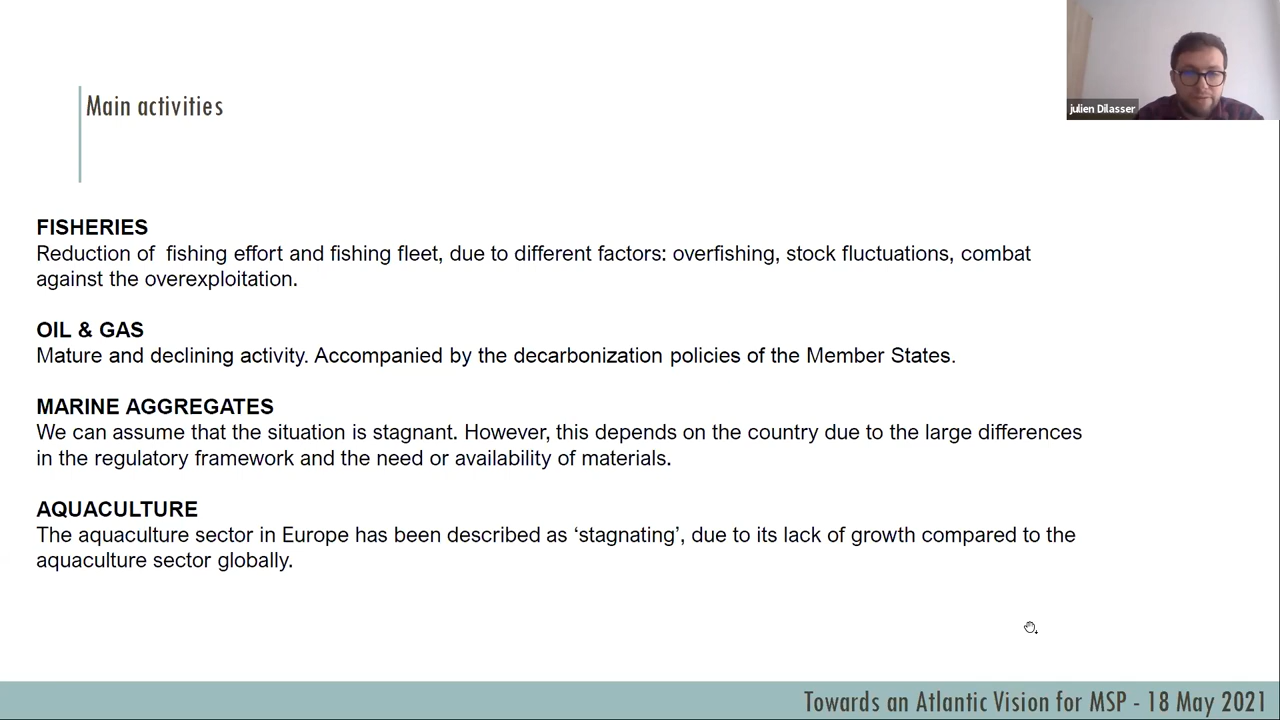 julien Dilasser
Main activities
FISHERIES
Reduction of  fishing effort and fishing fleet, due to different factors: overfishing, stock fluctuations, combat
against the overexploitation.
OIL & GAS
Mature and declining activity. Accompanied by the decarbonization policies of the Member States.
MARINE AGGREGATES
We can assume that the situation is stagnant. However, this depends on the country due to the large differences
in the regulatory framework and the need or availability of materials.
AQUACULTURE
The aquaculture sector in Europe has been described as ‘stagnating’, due to its lack of growth compared to the
aquaculture sector globally.
Towards an Atlantic Vision for MSP - 18 May 2021